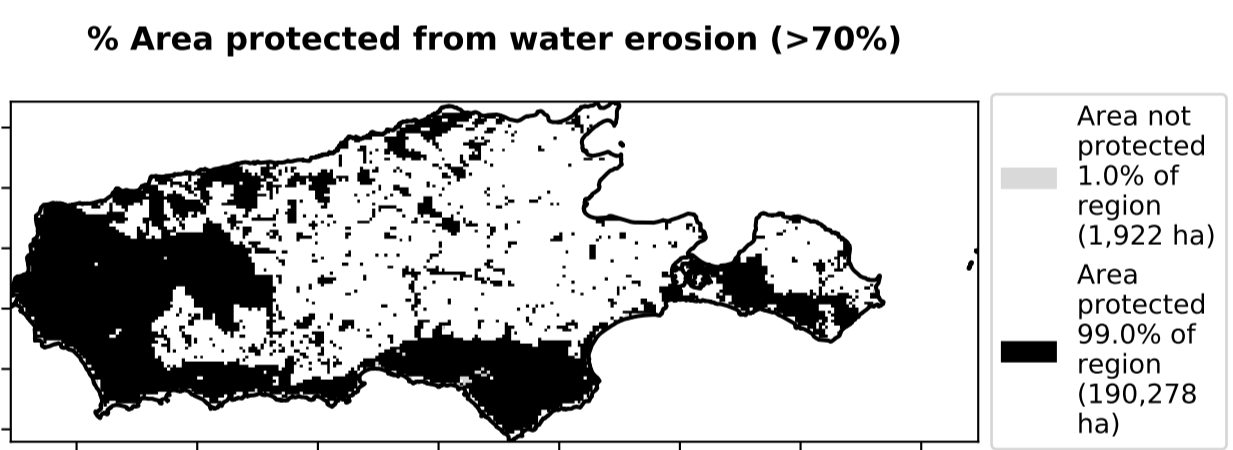 % Area protected from water erosion (>70%)
Area not
protected
1.0% of
region
(1,922 ha)
Area
protected
99.0% of
region
(190,278
ha)